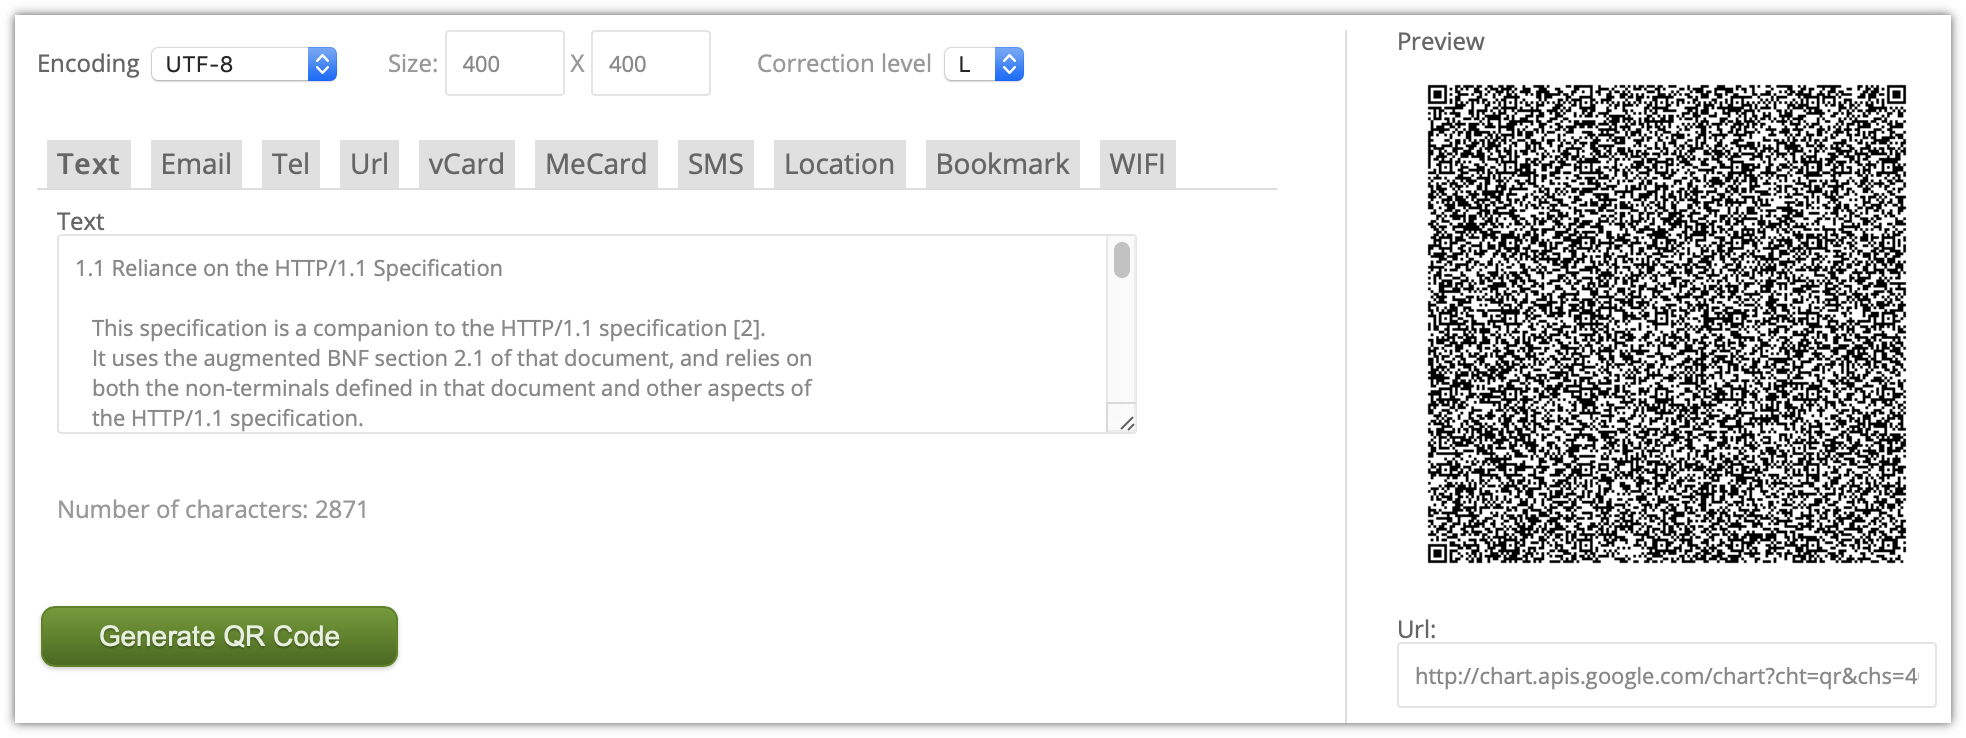 Encoding UTF-8 Size: 400 X 400 Correction level L
Text Email Tel Url vCard MeCard SMS Location Bookmark WIFI
Text
1.1 Reliance on the HTTP/1.1 Specification
This specification is a companion to the HTTP/1.1 specification [2].
It uses the augmented BNF section 2.1 of that document, and relies on
both the non-terminals defined in that document and other aspects of
the HTTP/1.1 specification.
Number of characters: 2871
Generate QR Code
Preview
Url:
http://chart.apis.google.com/chart?cht=qr&chs=4